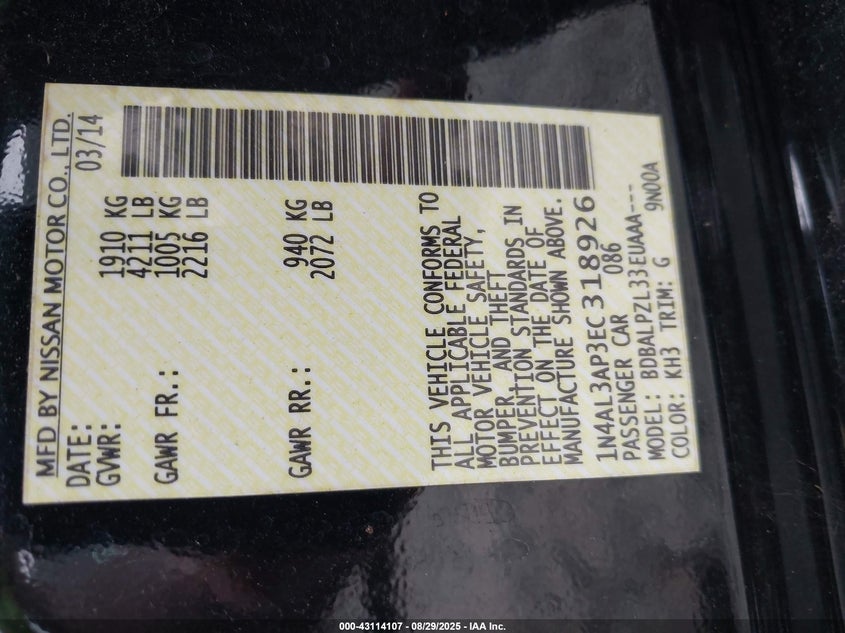 MFD BY NISSAN MOTOR CO., LTD.
DATE: 03/14
GVWR: 1910 KG
4211 LB
GAWR FR.: 1005 KG
2216 LB
GAWR RR.: 940 KG
2072 LB
THIS VEHICLE CONFORMS TO
ALL APPLICABLE FEDERAL
MOTOR VEHICLE SAFETY,
BUMPER, AND THEFT
PREVENTION STANDARDS IN
EFFECT ON THE DATE OF
MANUFACTURE SHOWN ABOVE.
1N4AL3AP3EC318926
PASSENGER CAR 086
MODEL: BDBALPZL33EUAAA---
COLOR: KH3 TRIM: G 9N00A
000-43114107 - 08/29/2025 - IAA Inc.